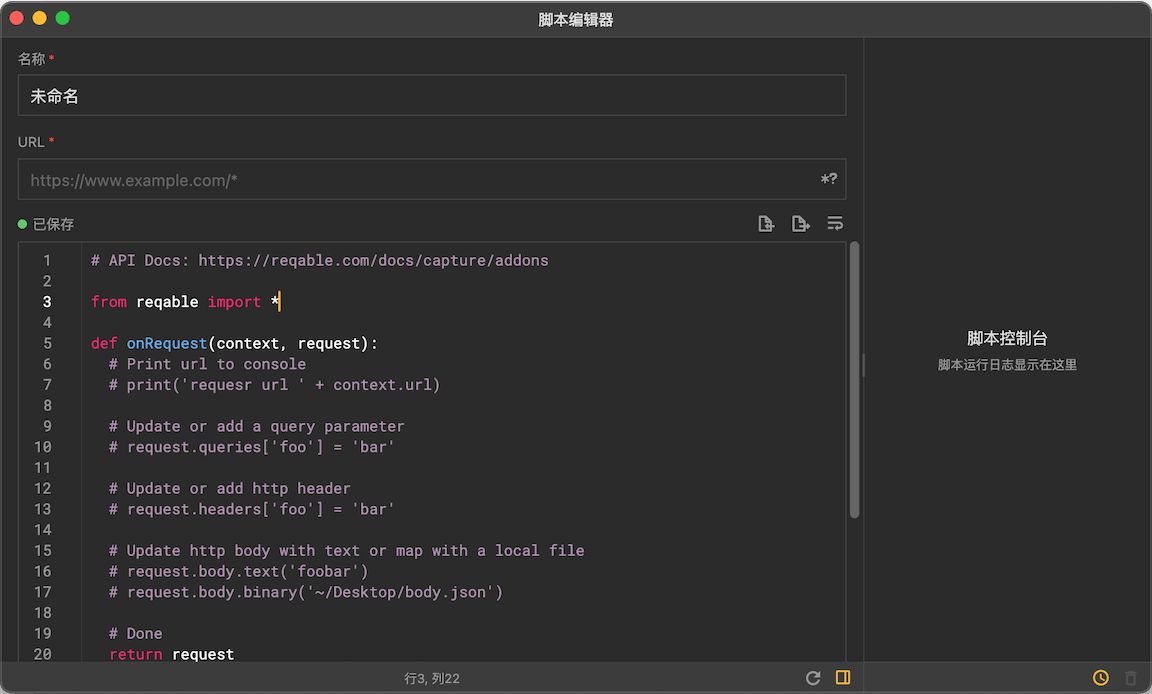 脚本编辑器
名称 *
未命名
URL *
https://www.example.com/*
*?
已保存
1 # API Docs: https://reqable.com/docs/capture/addons
2
3 from reqable import *
4
5 def onRequest(context, request):
6 # Print url to console
7 # print('requesr url ' + context.url)
8
9 # Update or add a query parameter
10 # request.queries['foo'] = 'bar'
11
12 # Update or add http header
13 # request.headers['foo'] = 'bar'
14
15 # Update http body with text or map with a local file
16 # request.body.text('foobar')
17 # request.body.binary('~/Desktop/body.json')
18
19 # Done
20 return request
脚本控制台
脚本运行日志显示在这里
行3, 列22